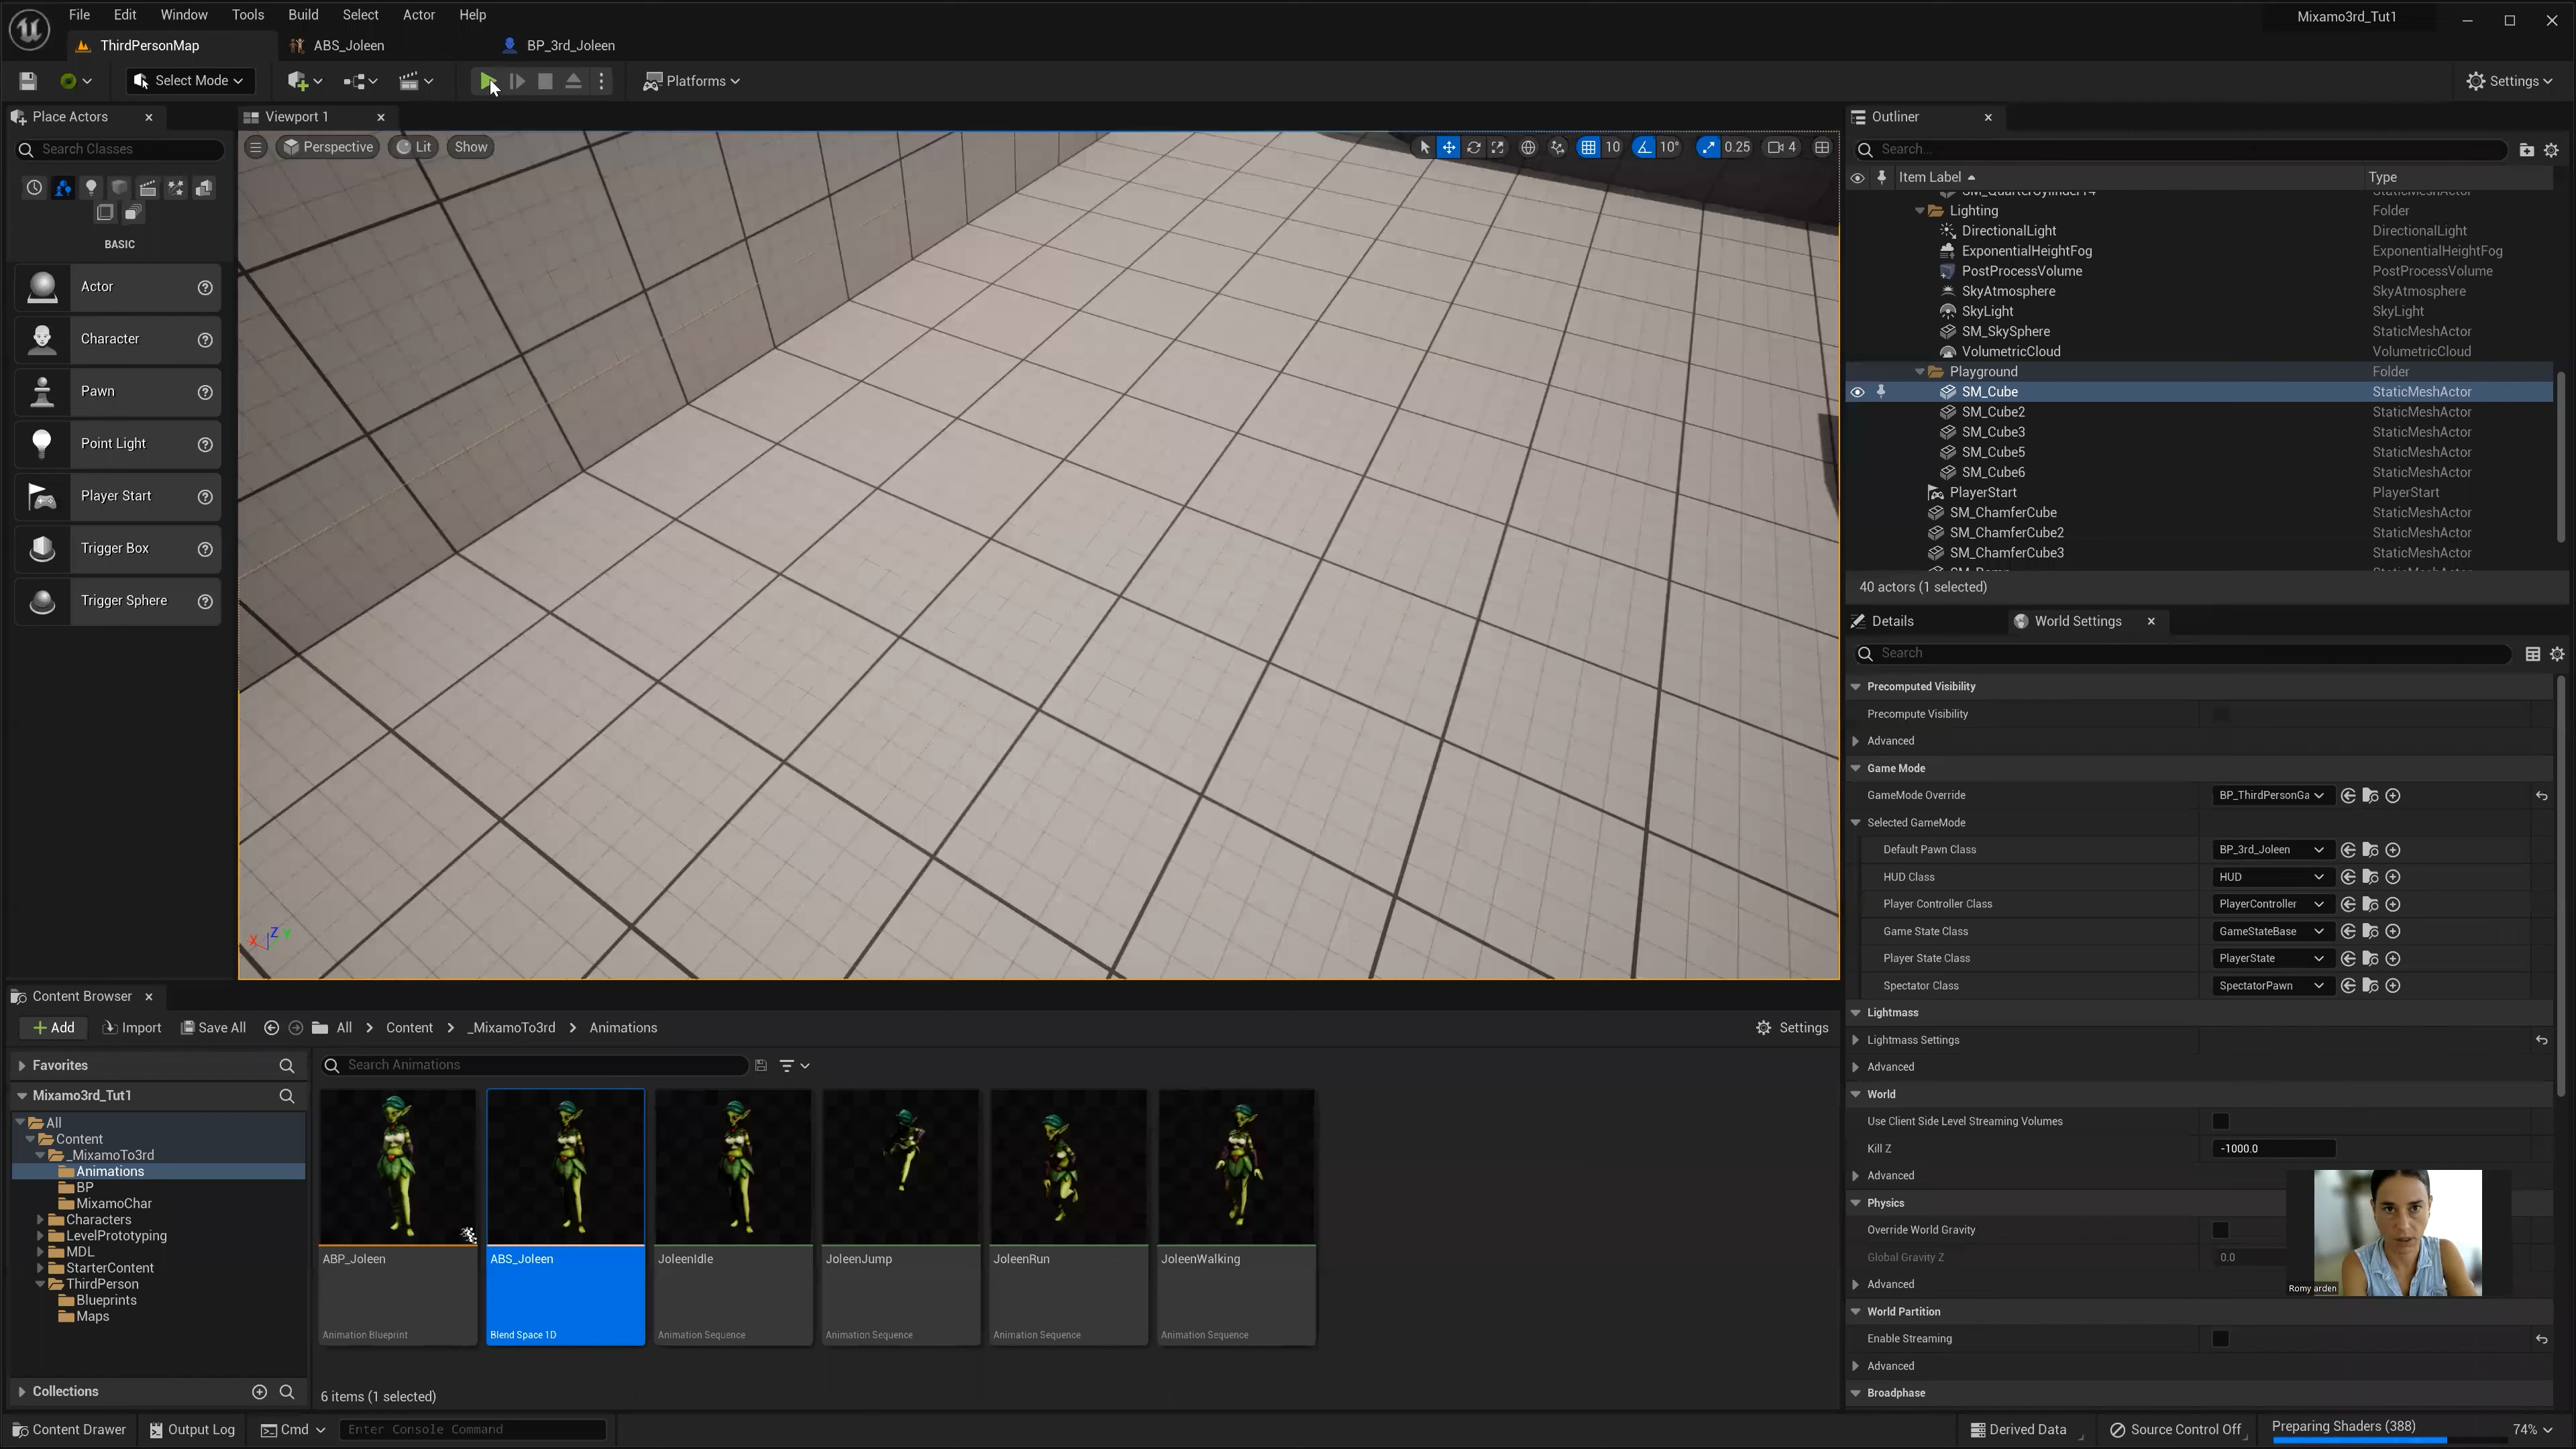 File Edit Window Tools Build Select Actor Help
Mixamo3rd_Tut1
ThirdPersonMap ABS_Joleen BP_3rd_Joleen
Select Mode Platforms Settings
Place Actors Viewport 1 Outliner
Search Classes
Perspective Lit Show 10 10° 0.25 4
Search...
Item Label Type
BASIC
Actor
Character
Pawn
Point Light
Player Start
Trigger Box
Trigger Sphere
StaticMeshActor
Lighting Folder
DirectionalLight DirectionalLight
ExponentialHeightFog ExponentialHeightFog
PostProcessVolume PostProcessVolume
SkyAtmosphere SkyAtmosphere
SkyLight SkyLight
SM_SkySphere StaticMeshActor
VolumetricCloud VolumetricCloud
Playground Folder
SM_Cube StaticMeshActor
SM_Cube2 StaticMeshActor
SM_Cube3 StaticMeshActor
SM_Cube5 StaticMeshActor
SM_Cube6 StaticMeshActor
PlayerStart PlayerStart
SM_ChamferCube StaticMeshActor
SM_ChamferCube2 StaticMeshActor
SM_ChamferCube3 StaticMeshActor
40 actors (1 selected)
Details World Settings
Search
Precomputed Visibility
Precompute Visibility
Advanced
Game Mode
GameMode Override BP_ThirdPersonGa
Selected GameMode
Default Pawn Class BP_3rd_Joleen
HUD Class HUD
Player Controller Class PlayerController
Game State Class GameStateBase
Player State Class PlayerState
Spectator Class SpectatorPawn
Lightmass
Lightmass Settings
Advanced
World
Use Client Side Level Streaming Volumes
Kill Z -1000.0
Advanced
Physics
Override World Gravity
Global Gravity Z 0.0
Advanced
World Partition
Enable Streaming
Advanced
Broadphase
Romy arden
X Z Y
Content Browser
Add Import Save All All > Content > _MixamoTo3rd > Animations Settings
Favorites
Search Animations
Mixamo3rd_Tut1
All
Content
_MixamoTo3rd
Animations
BP
MixamoChar
Characters
LevelPrototyping
MDL
StarterContent
ThirdPerson
Blueprints
Maps
Collections
ABP_Joleen ABS_Joleen JoleenIdle JoleenJump JoleenRun JoleenWalking
Animation Blueprint Blend Space 1D Animation Sequence Animation Sequence Animation Sequence Animation Sequence
6 items (1 selected)
Content Drawer Output Log Cmd Enter Console Command Derived Data Source Control Off Preparing Shaders (388) 74%